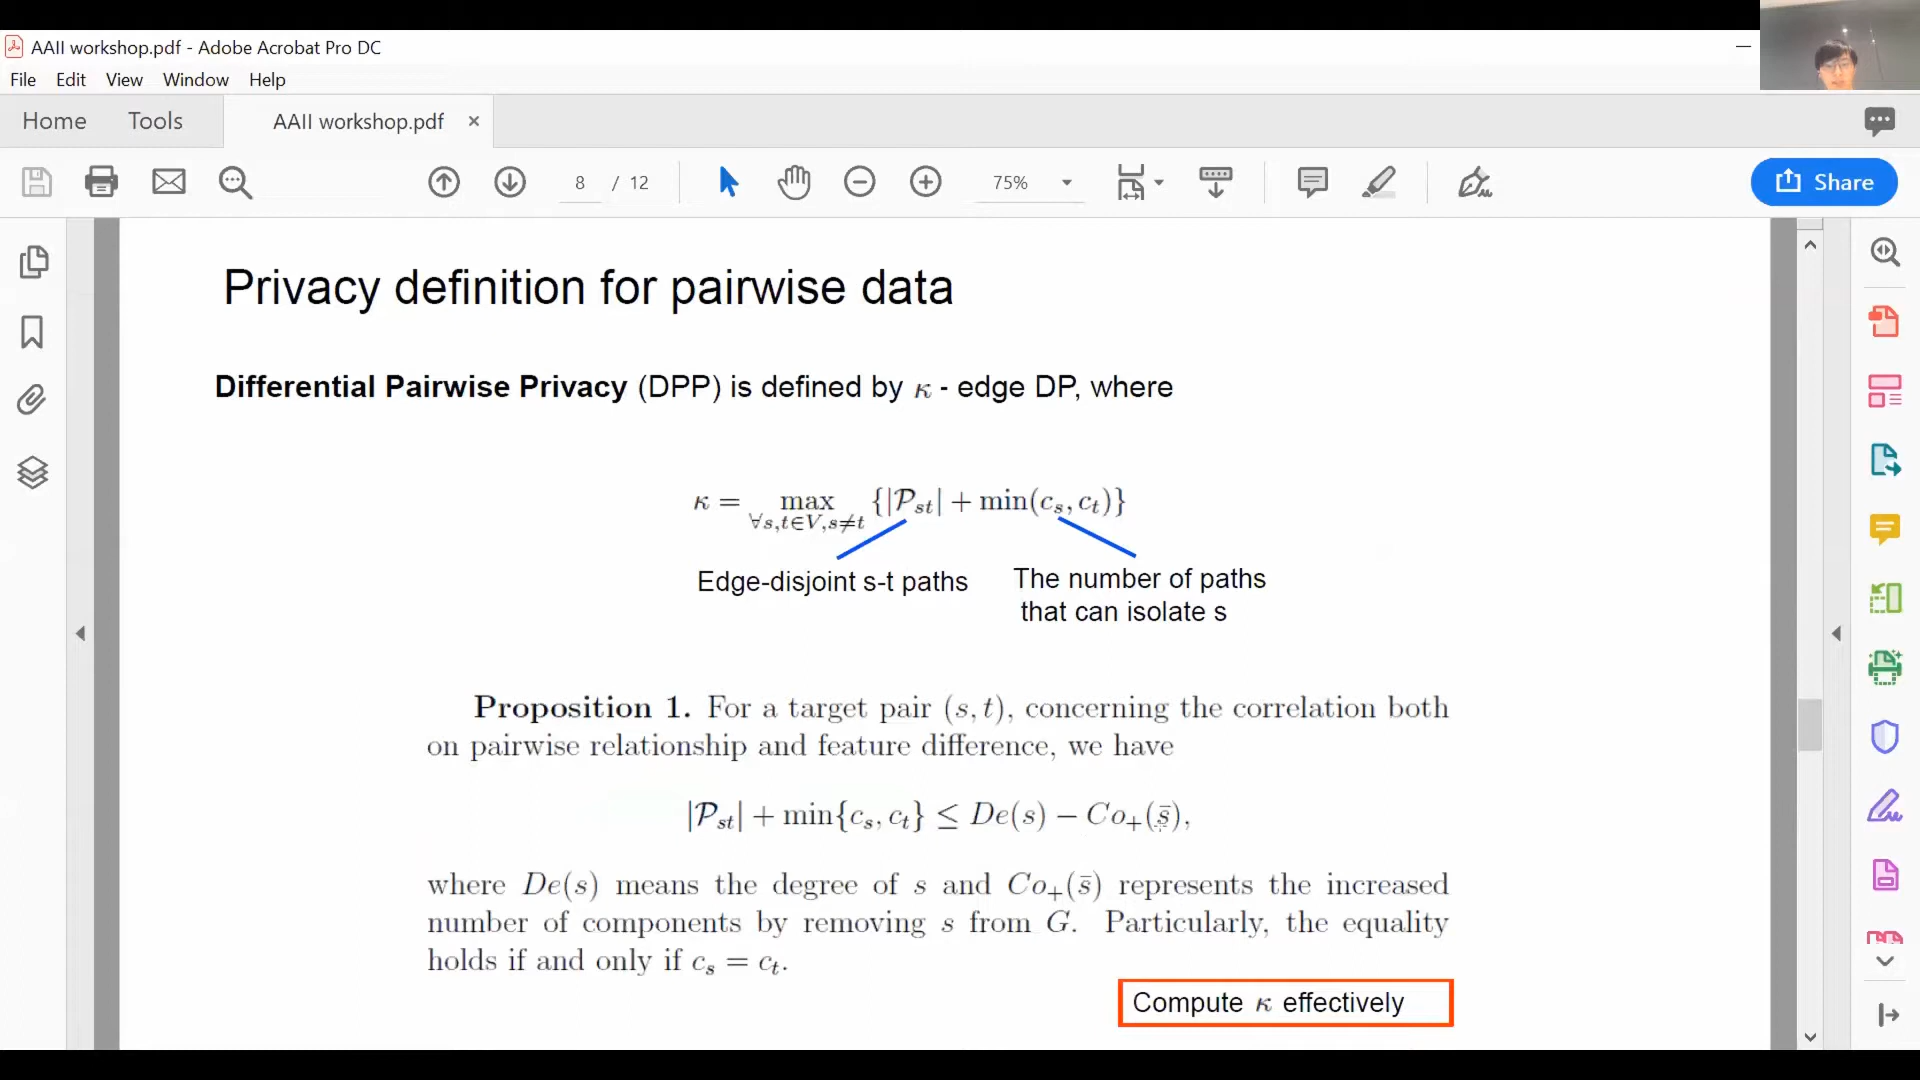 AAII workshop.pdf - Adobe Acrobat Pro DC
File Edit View Window Help
Home Tools AAII workshop.pdf ×
8 / 12 75% Share
Privacy definition for pairwise data
Differential Pairwise Privacy (DPP) is defined by κ - edge DP, where
κ = max {|𝒫st| + min(cs, ct)}
∀s,t∈V,s≠t
Edge-disjoint s-t paths
The number of paths
that can isolate s
Proposition 1. For a target pair (s, t), concerning the correlation both
on pairwise relationship and feature difference, we have
|𝒫st| + min{cs, ct} ≤ De(s) − Co+(s̄),
where De(s) means the degree of s and Co+(s̄) represents the increased
number of components by removing s from G. Particularly, the equality
holds if and only if cs = ct.
Compute κ effectively